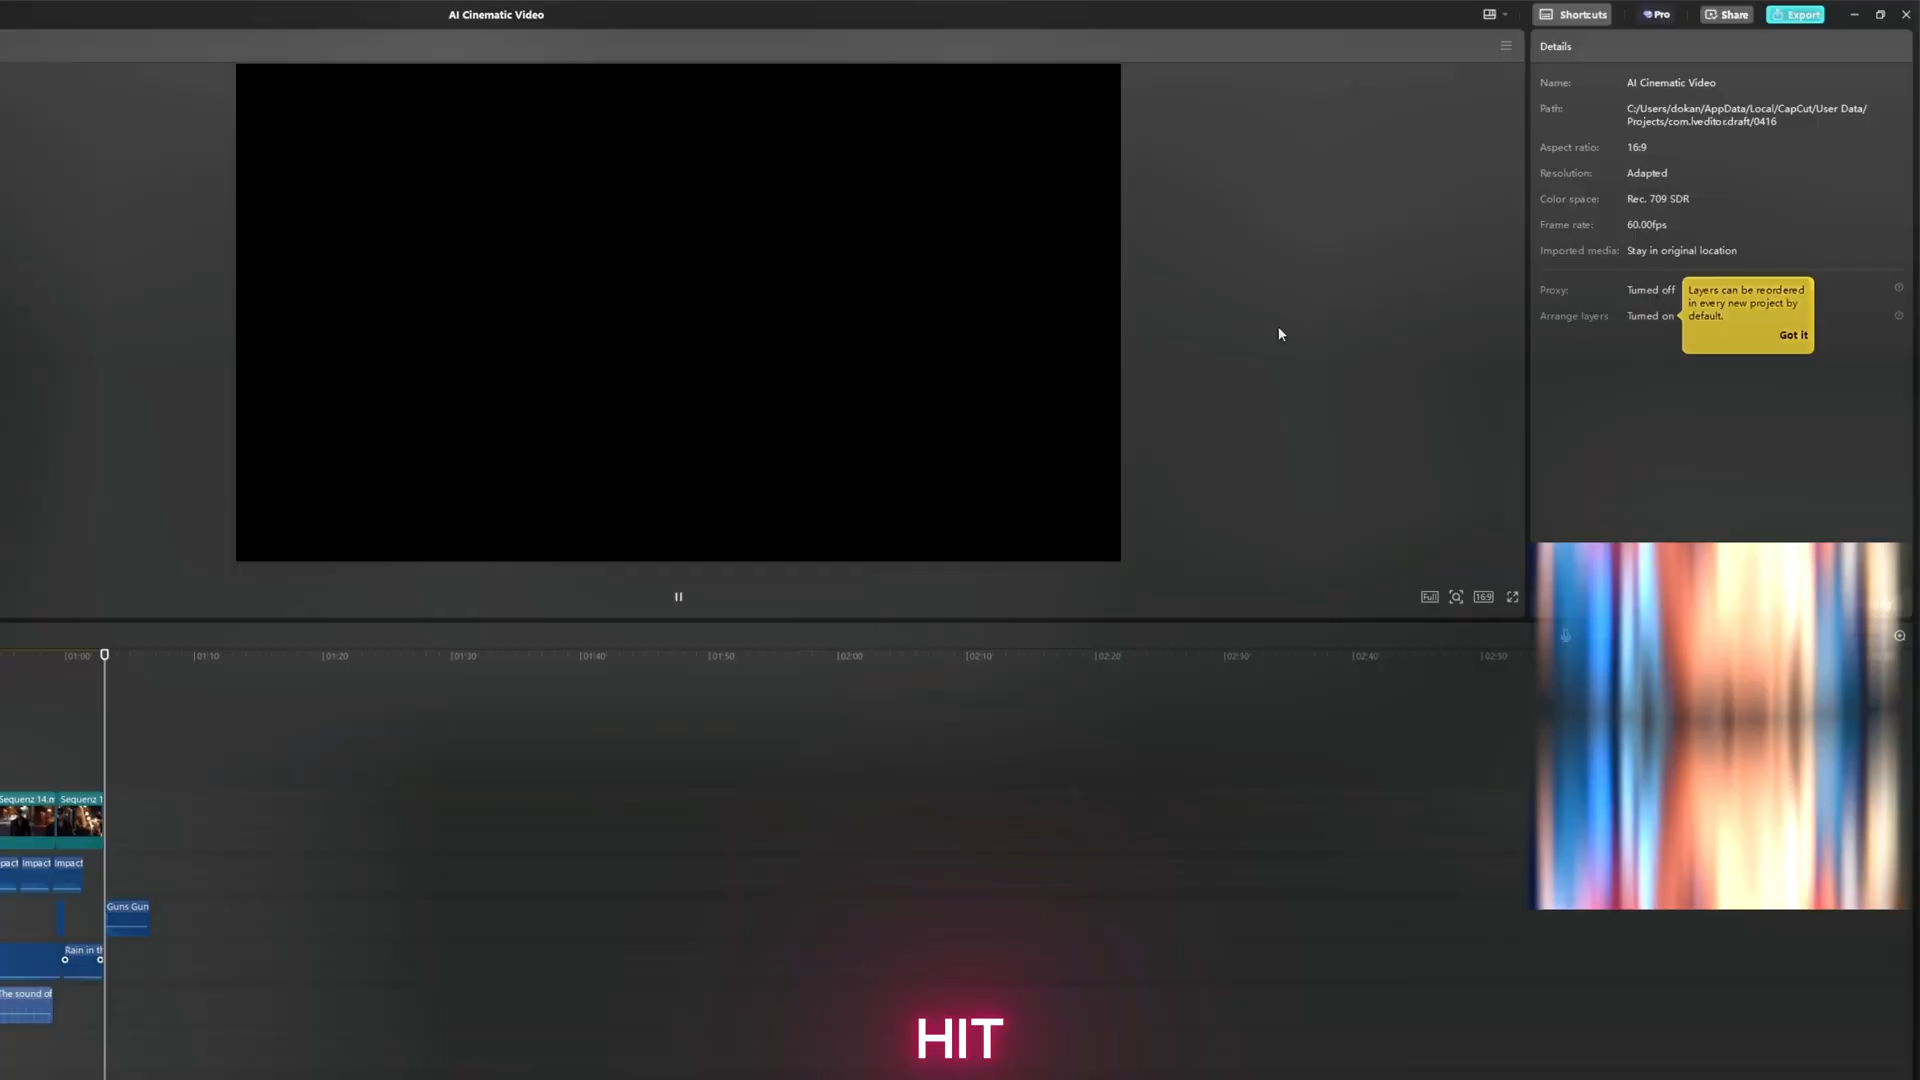 AI Cinematic Video
Shortcuts
Pro
Share
Export
Details
Name: AI Cinematic Video
Path: C:/Users/dokan/AppData/Local/CapCut/User Data/
Projects/com.lveditor.draft/0416
Aspect ratio: 16:9
Resolution: Adapted
Color space: Rec. 709 SDR
Frame rate: 60.00fps
Imported media: Stay in original location
Proxy: Turned off
Arrange layers Turned on
Layers can be reordered
in every new project by
default.
Got it
Full
16:9
01:00 01:10 01:20 01:30 01:40 01:50 02:00 02:10 02:20 02:30 02:40 02:50
Sequenz 14.m Sequenz 1
pact Impact Impact
Guns Gun
Rain in th
The sound of
HIT